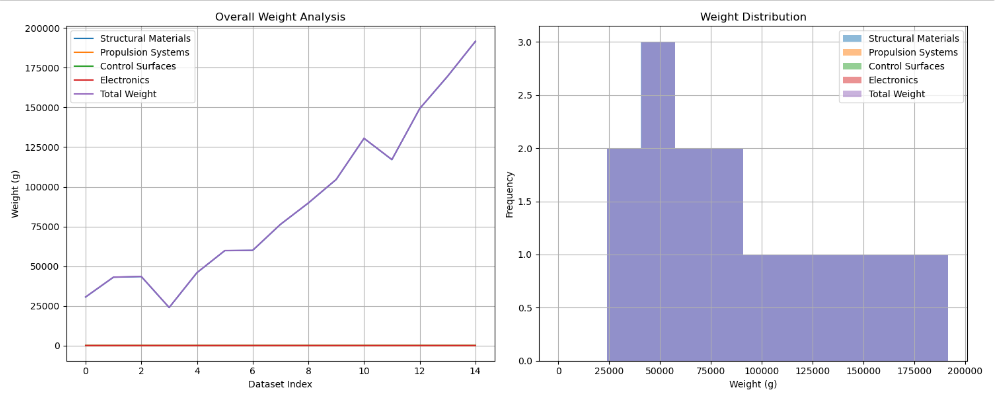 Overall Weight Analysis
200000
175000
150000
125000
100000
75000
50000
25000
0
Weight (g)
Structural Materials
Propulsion Systems
Control Surfaces
Electronics
Total Weight
0 2 4 6 8 10 12 14
Dataset Index
Weight Distribution
3.0
2.5
2.0
1.5
1.0
0.5
0.0
Frequency
Structural Materials
Propulsion Systems
Control Surfaces
Electronics
Total Weight
0 25000 50000 75000 100000 125000 150000 175000 200000
Weight (g)